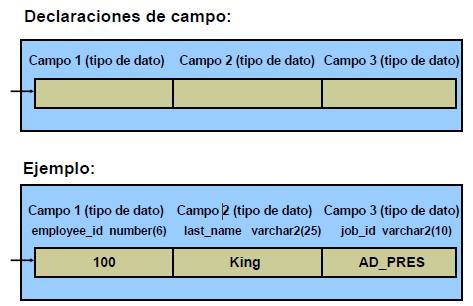 Declaraciones de campo:
Campo 1 (tipo de dato) Campo 2 (tipo de dato) Campo 3 (tipo de dato)
Ejemplo:
Campo 1 (tipo de dato) Campo 2 (tipo de dato) Campo 3 (tipo de dato)
employee_id number(6) last_name varchar2(25) job_id varchar2(10)
100 King AD_PRES